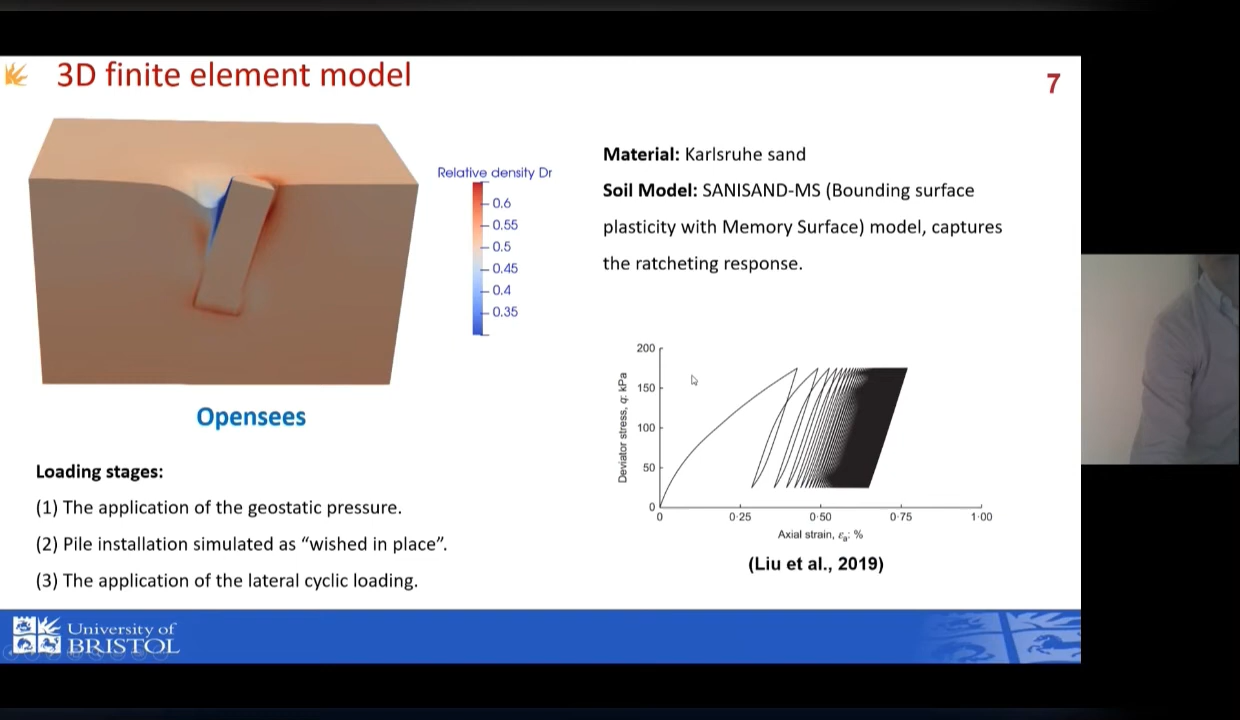 3D finite element model
7
Relative density Dr
0.6
0.55
0.5
0.45
0.4
0.35
Opensees
Loading stages:
(1) The application of the geostatic pressure.
(2) Pile installation simulated as “wished in place”.
(3) The application of the lateral cyclic loading.
Material: Karlsruhe sand
Soil Model: SANISAND-MS (Bounding surface
plasticity with Memory Surface) model, captures
the ratcheting response.
Deviator stress, q: kPa
200
150
100
50
0
0
0·25
0·50
0·75
1·00
Axial strain, εa: %
(Liu et al., 2019)
University of
BRISTOL